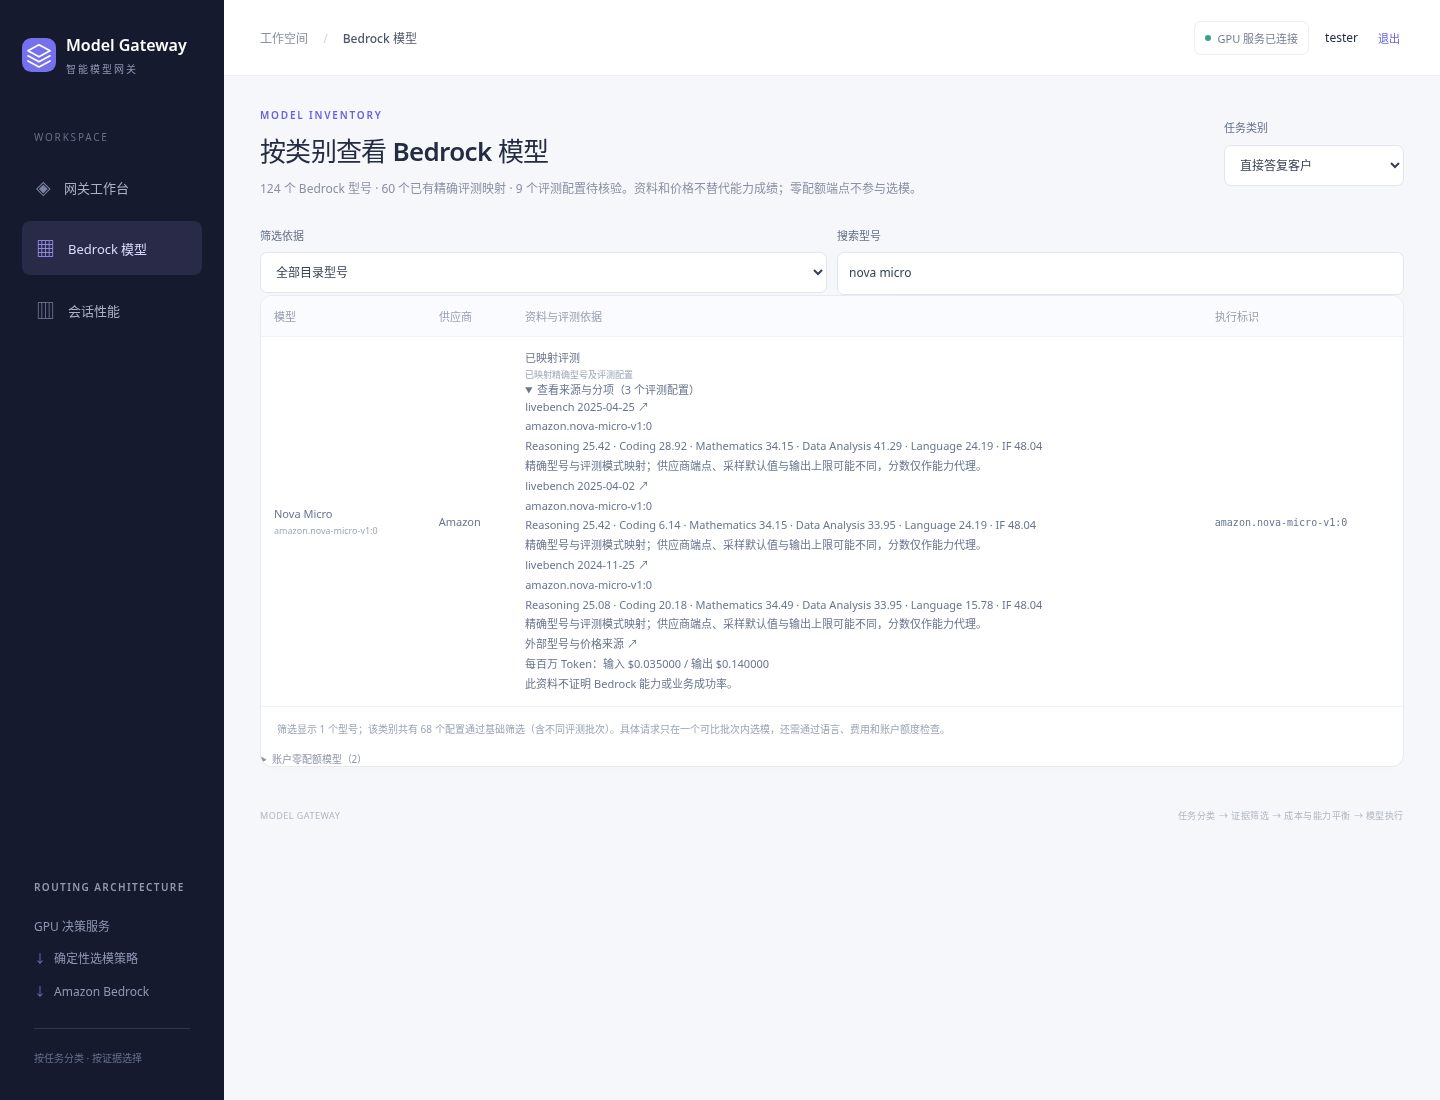 Model Gateway
智能模型网关
WORKSPACE
网关工作台
Bedrock 模型
会话性能
ROUTING ARCHITECTURE
GPU 决策服务
↓ 确定性选模策略
↓ Amazon Bedrock
按任务分类 · 按证据选择
工作空间 / Bedrock 模型
GPU 服务已连接
tester
退出
MODEL INVENTORY
按类别查看 Bedrock 模型
124 个 Bedrock 型号 · 60 个已有精确评测映射 · 9 个评测配置待核验。资料和价格不替代能力成绩；零配额端点不参与选模。
任务类别
直接答复客户
筛选依据
全部目录型号
搜索型号
nova micro
模型 供应商 资料与评测依据 执行标识
Nova Micro
amazon.nova-micro-v1:0
Amazon
已映射评测
已映射精确型号及评测配置
▼ 查看来源与分项（3 个评测配置）
livebench 2025-04-25 ↗
amazon.nova-micro-v1:0
Reasoning 25.42 · Coding 28.92 · Mathematics 34.15 · Data Analysis 41.29 · Language 24.19 · IF 48.04
精确型号与评测模式映射；供应商端点、采样默认值与输出上限可能不同，分数仅作能力代理。
livebench 2025-04-02 ↗
amazon.nova-micro-v1:0
Reasoning 25.42 · Coding 6.14 · Mathematics 34.15 · Data Analysis 33.95 · Language 24.19 · IF 48.04
精确型号与评测模式映射；供应商端点、采样默认值与输出上限可能不同，分数仅作能力代理。
livebench 2024-11-25 ↗
amazon.nova-micro-v1:0
Reasoning 25.08 · Coding 20.18 · Mathematics 34.49 · Data Analysis 33.95 · Language 15.78 · IF 48.04
精确型号与评测模式映射；供应商端点、采样默认值与输出上限可能不同，分数仅作能力代理。
外部型号与价格来源 ↗
每百万 Token：输入 $0.035000 / 输出 $0.140000
此资料不证明 Bedrock 能力或业务成功率。
amazon.nova-micro-v1:0
筛选显示 1 个型号；该类别共有 68 个配置通过基础筛选（含不同评测批次）。具体请求只在一个可比批次内选模，还需通过语言、费用和账户额度检查。
账户零配额模型（2）
MODEL GATEWAY
任务分类 → 证据筛选 → 成本与能力平衡 → 模型执行